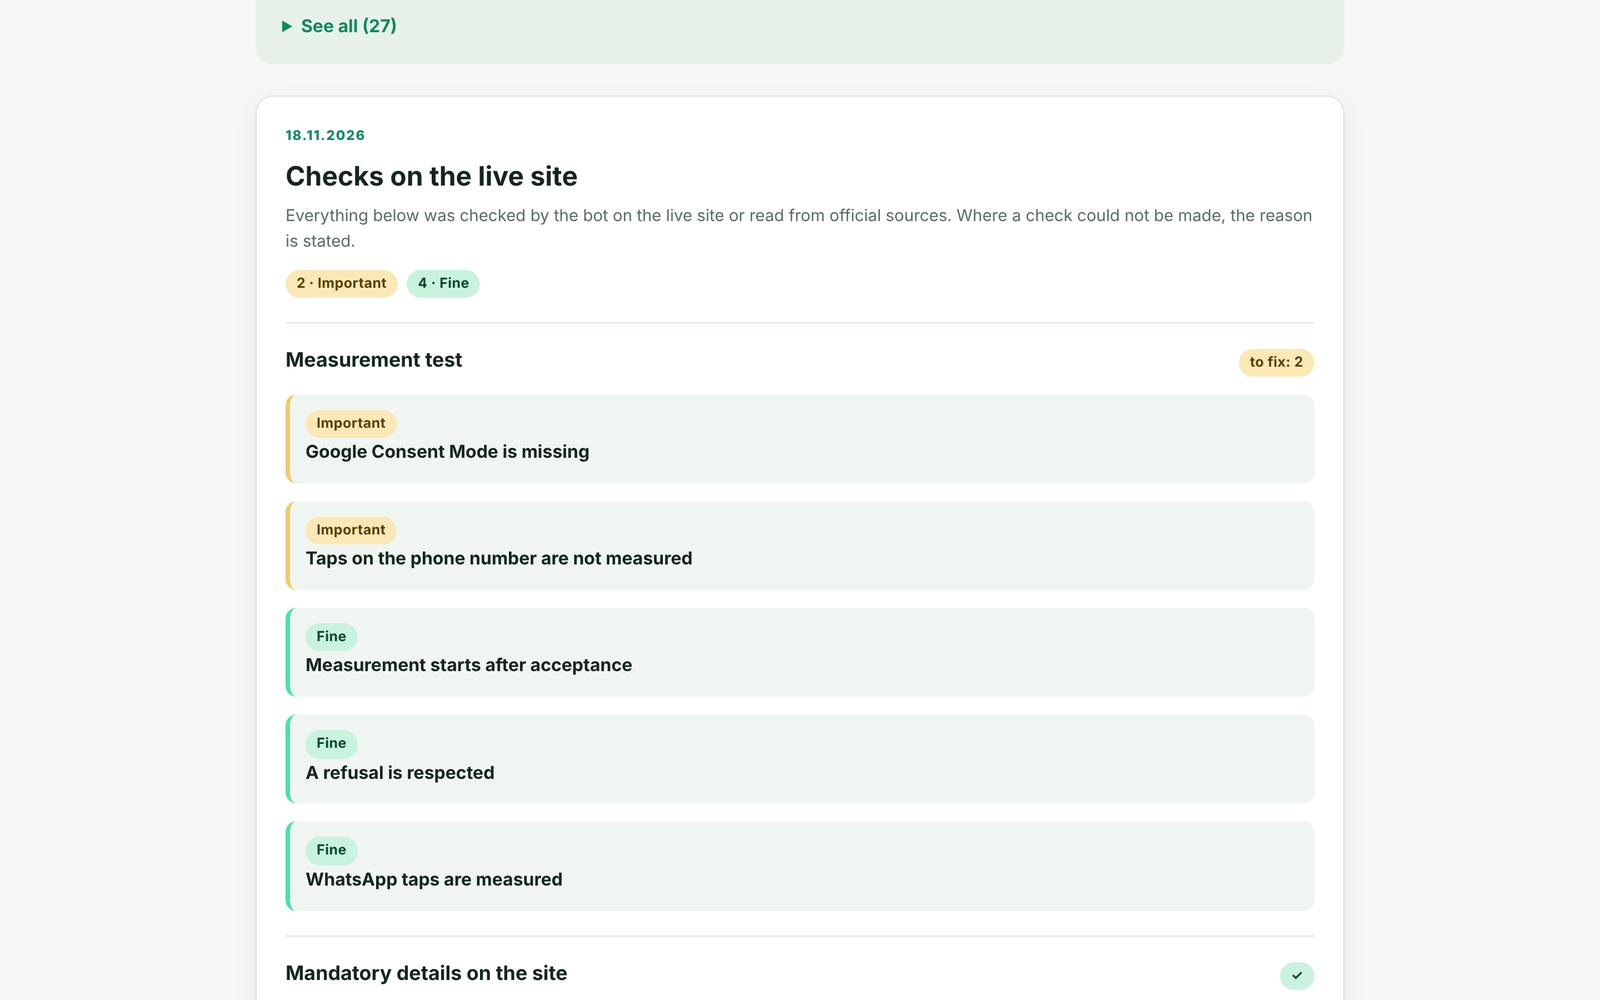 ▶ See all (27)
18.11.2026
Checks on the live site
Everything below was checked by the bot on the live site or read from official sources. Where a check could not be made, the reason
is stated.
2 · Important 4 · Fine
Measurement test to fix: 2
Important
Google Consent Mode is missing
Important
Taps on the phone number are not measured
Fine
Measurement starts after acceptance
Fine
A refusal is respected
Fine
WhatsApp taps are measured
Mandatory details on the site ✓